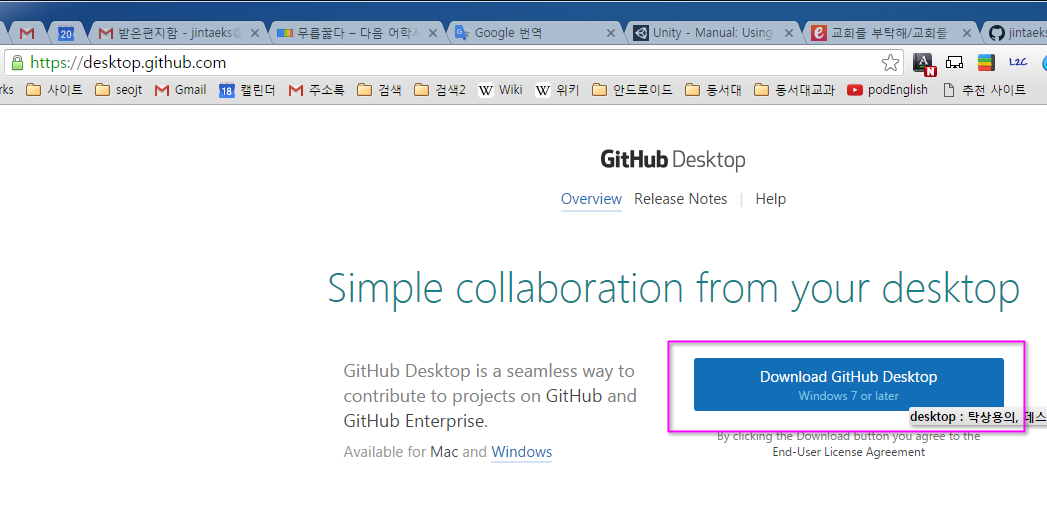 20
받은편지함 - jintaeks@
무릎꿇다 – 다음 어학사
Google 번역
Unity - Manual: Using
교회를 부탁해/교회를
jintaeks
https://desktop.github.com
A N L2C
rks 사이트 seojt Gmail 18 캘린더 주소록 검색 검색2 W Wiki W 위키 안드로이드 동서대 동서대교과 podEnglish 추천 사이트
GitHub Desktop
Overview Release Notes | Help
Simple collaboration from your desktop
GitHub Desktop is a seamless way to
contribute to projects on GitHub and
GitHub Enterprise.
Available for Mac and Windows
Download GitHub Desktop
Windows 7 or later
desktop : 탁상용의, 데스
By clicking the Download button you agree to the
End-User License Agreement